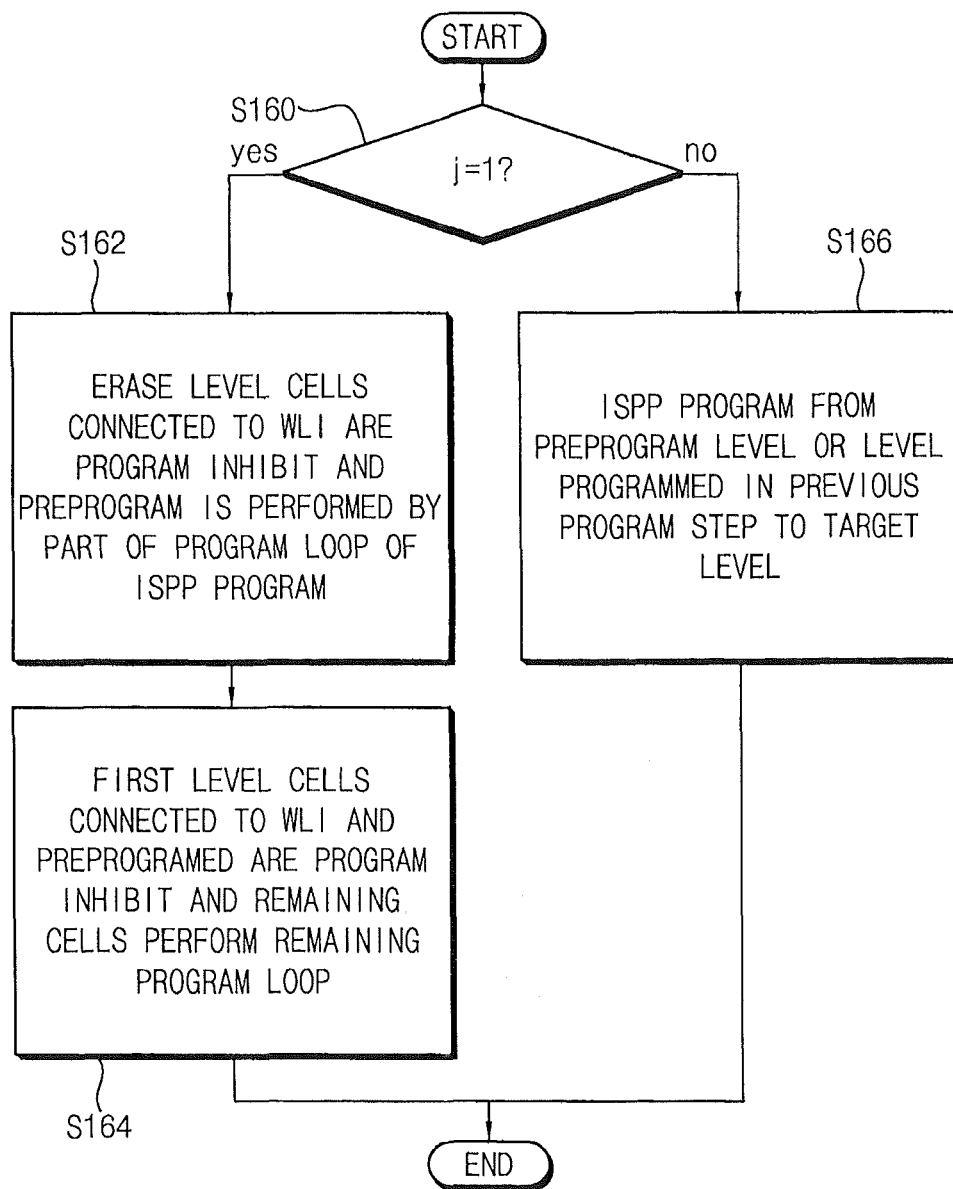 START
S160
yes
j=1?
no
S162
S166
ERASE LEVEL CELLS
CONNECTED TO WLI ARE
PROGRAM INHIBIT AND
PREPROGRAM IS PERFORMED BY
PART OF PROGRAM LOOP OF
ISPP PROGRAM
ISPP PROGRAM FROM
PREPROGRAM LEVEL OR LEVEL
PROGRAMMED IN PREVIOUS
PROGRAM STEP TO TARGET
LEVEL
FIRST LEVEL CELLS
CONNECTED TO WLI AND
PREPROGRAMED ARE PROGRAM
INHIBIT AND REMAINING
CELLS PERFORM REMAINING
PROGRAM LOOP
S164
END